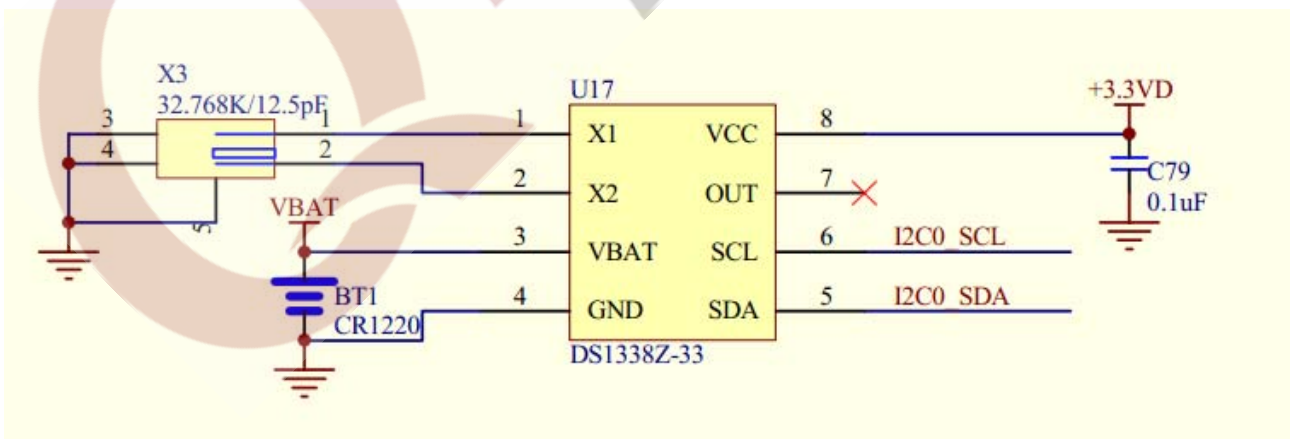 X3
32.768K/12.5pF
3
4
1
2
5
VBAT
BT1
CR1220
U17
1
2
3
4
X1
X2
VBAT
GND
VCC
OUT
SCL
SDA
8
7
6
5
DS1338Z-33
I2C0_SCL
I2C0_SDA
+3.3VD
C79
0.1uF